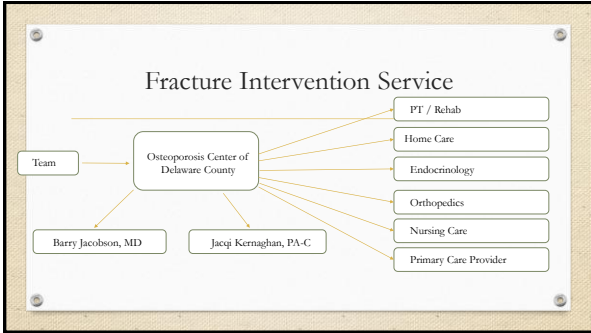 Fracture Intervention Service
Team
Osteoporosis Center of
Delaware County
Barry Jacobson, MD
Jacqi Kernaghan, PA-C
PT / Rehab
Home Care
Endocrinology
Orthopedics
Nursing Care
Primary Care Provider